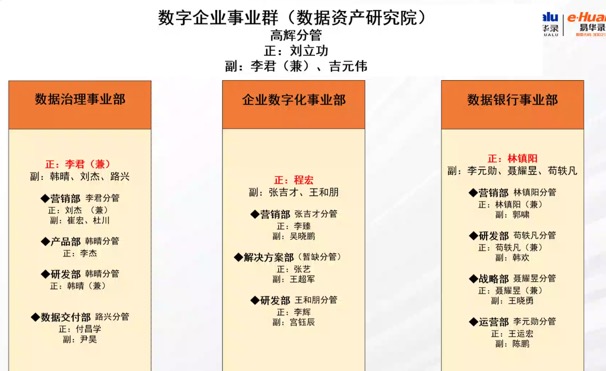 数字企业事业群（数据资产研究院）
高辉分管
正：刘立功
副：李君（兼）、吉元伟
alu
华录
UALU
e-Hua
易华录
数据治理事业部
正：李君（兼）
副：韩晴、刘杰、路兴
◆营销部 李君分管
正：刘杰 （兼）
副：崔宏、杜川
◆产品部 韩晴分管
正：李杰
◆研发部 韩晴分管
正：韩晴（兼）
◆数据交付部 路兴分管
正：付昌学
副：尹昊
企业数字化事业部
正：程宏
副：张吉才、王和朋
◆营销部 张吉才分管
正：李臻
副：吴晓鹏
◆解决方案部（暂缺分管）
正：张艺
副：王超军
◆研发部 王和朋分管
正：李辉
副：宫钰辰
数据银行事业部
正：林镇阳
副：李元勋、聂耀昱、荀轶凡
◆营销部 林镇阳分管
正：林镇阳（兼）
副：郭啸
◆研发部 荀轶凡分管
正：荀轶凡（兼）
副：韩欢
◆战略部 聂耀昱分管
正：聂耀昱（兼）
副：王晓勇
◆运营部 李元勋分管
正：王运宏
副：陈鹏